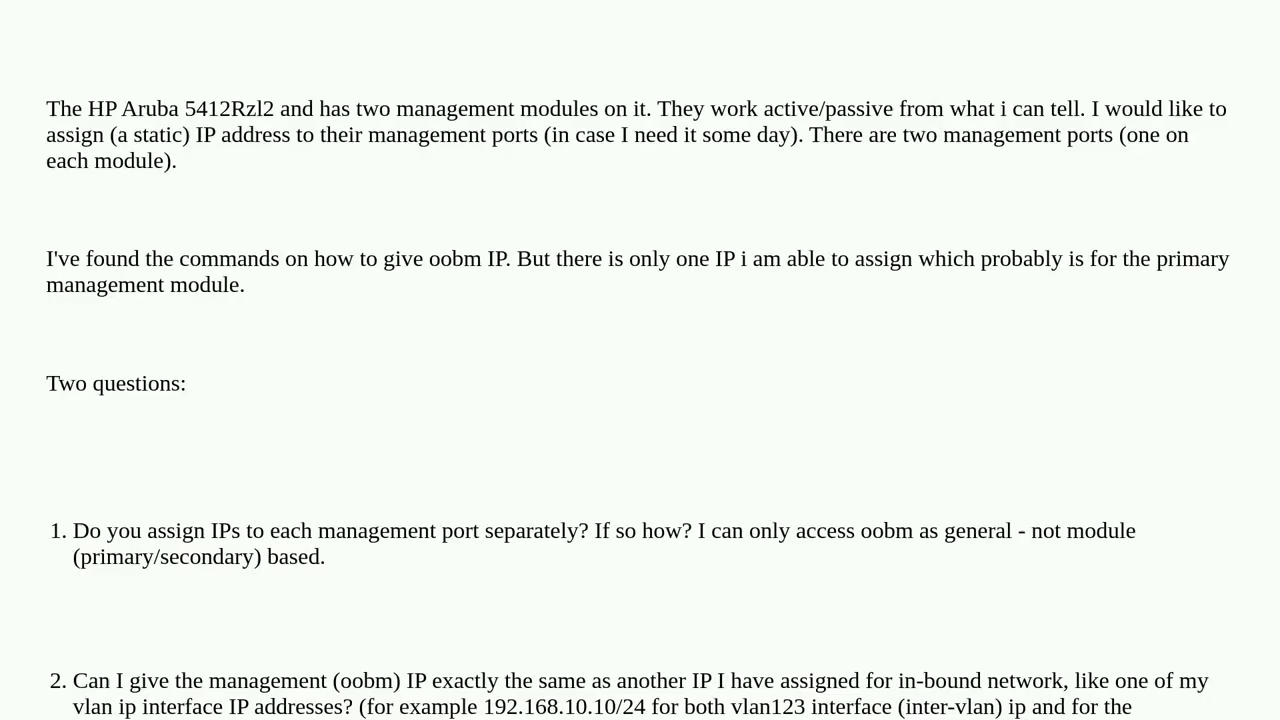 The HP Aruba 5412Rzl2 and has two management modules on it. They work active/passive from what i can tell. I would like to
assign (a static) IP address to their management ports (in case I need it some day). There are two management ports (one on
each module).
I've found the commands on how to give oobm IP. But there is only one IP i am able to assign which probably is for the primary
management module.
Two questions:
1. Do you assign IPs to each management port separately? If so how? I can only access oobm as general - not module
(primary/secondary) based.
2. Can I give the management (oobm) IP exactly the same as another IP I have assigned for in-bound network, like one of my
vlan ip interface IP addresses? (for example 192.168.10.10/24 for both vlan123 interface (inter-vlan) ip and for the